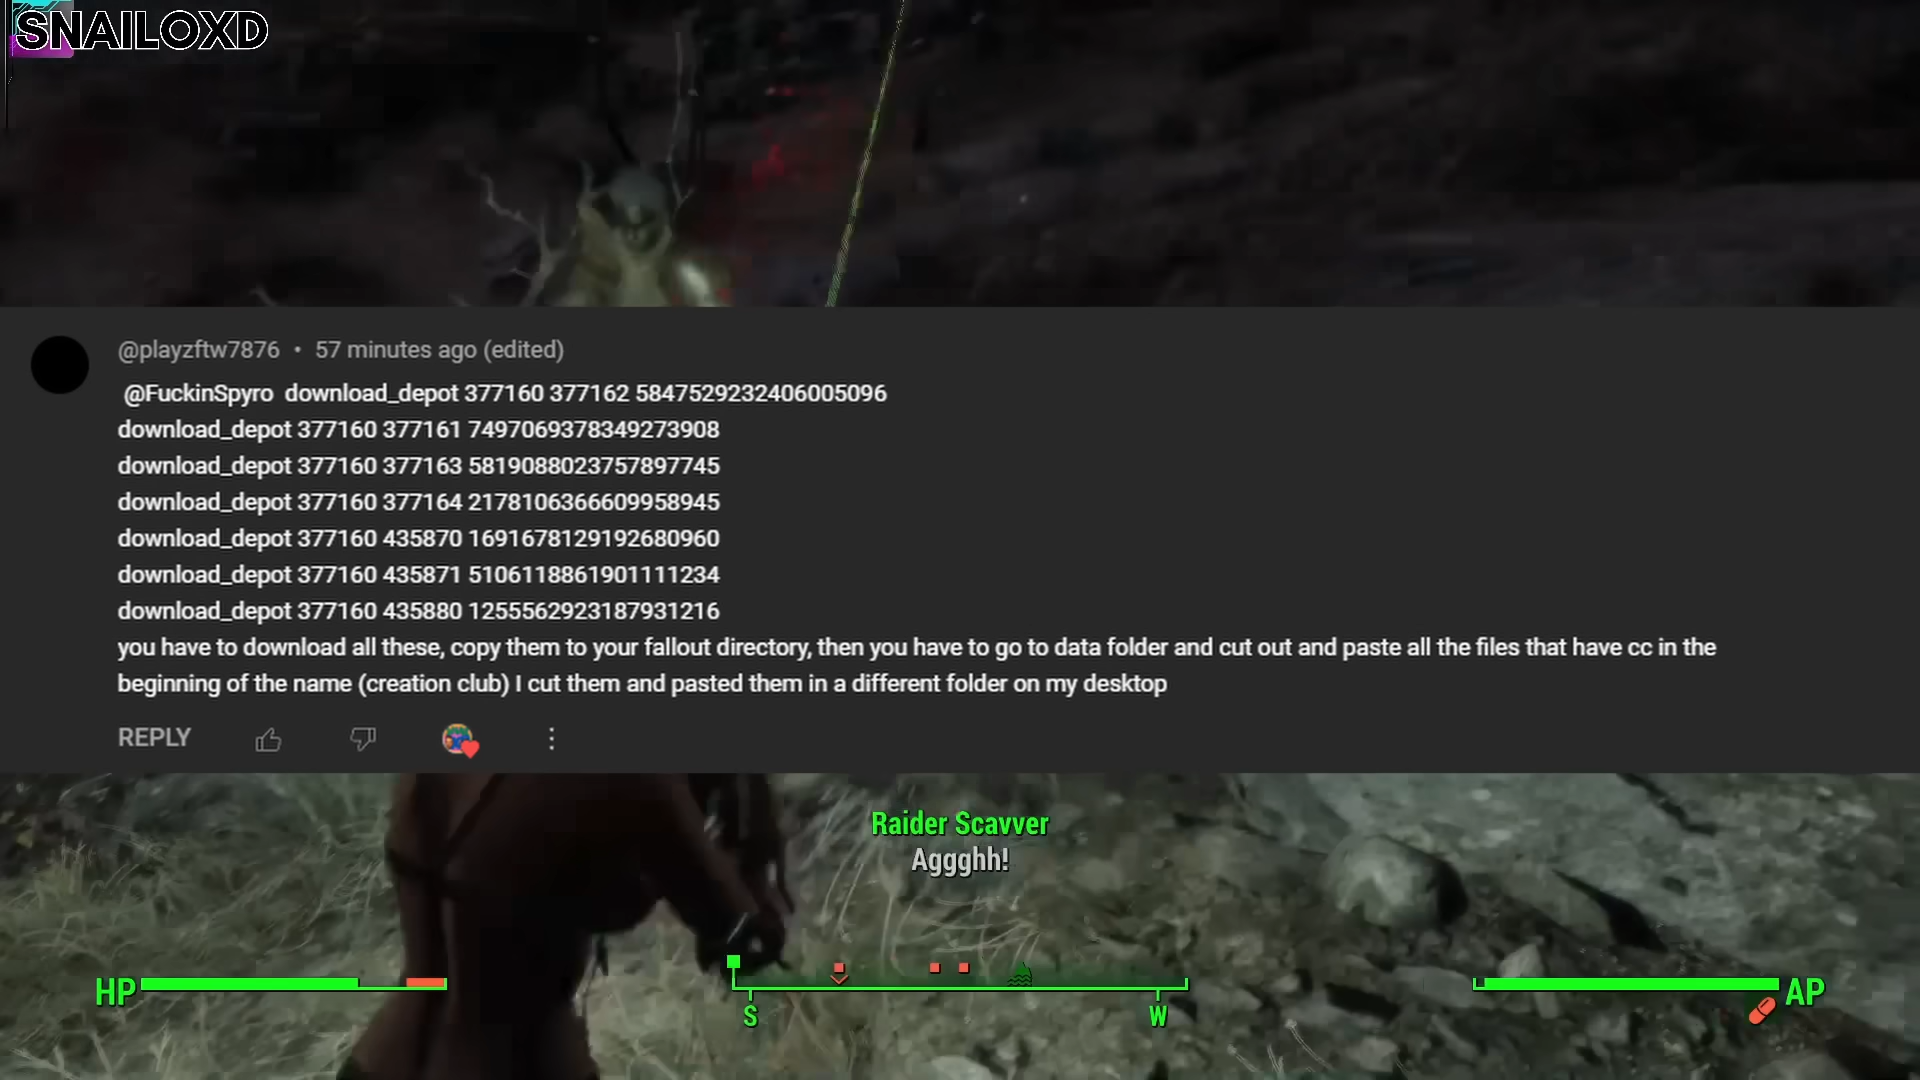 SNAILOXD
@playzftw7876 • 57 minutes ago (edited)
@FuckinSpyro download_depot 377160 377162 5847529232406005096
download_depot 377160 377161 7497069378349273908
download_depot 377160 377163 5819088023757897745
download_depot 377160 377164 2178106366609958945
download_depot 377160 435870 1691678129192680960
download_depot 377160 435871 5106118861901111234
download_depot 377160 435880 1255562923187931216
you have to download all these, copy them to your fallout directory, then you have to go to data folder and cut out and paste all the files that have cc in the
beginning of the name (creation club) I cut them and pasted them in a different folder on my desktop
REPLY
Raider Scavver
Aggghh!
HP
S
W
AP